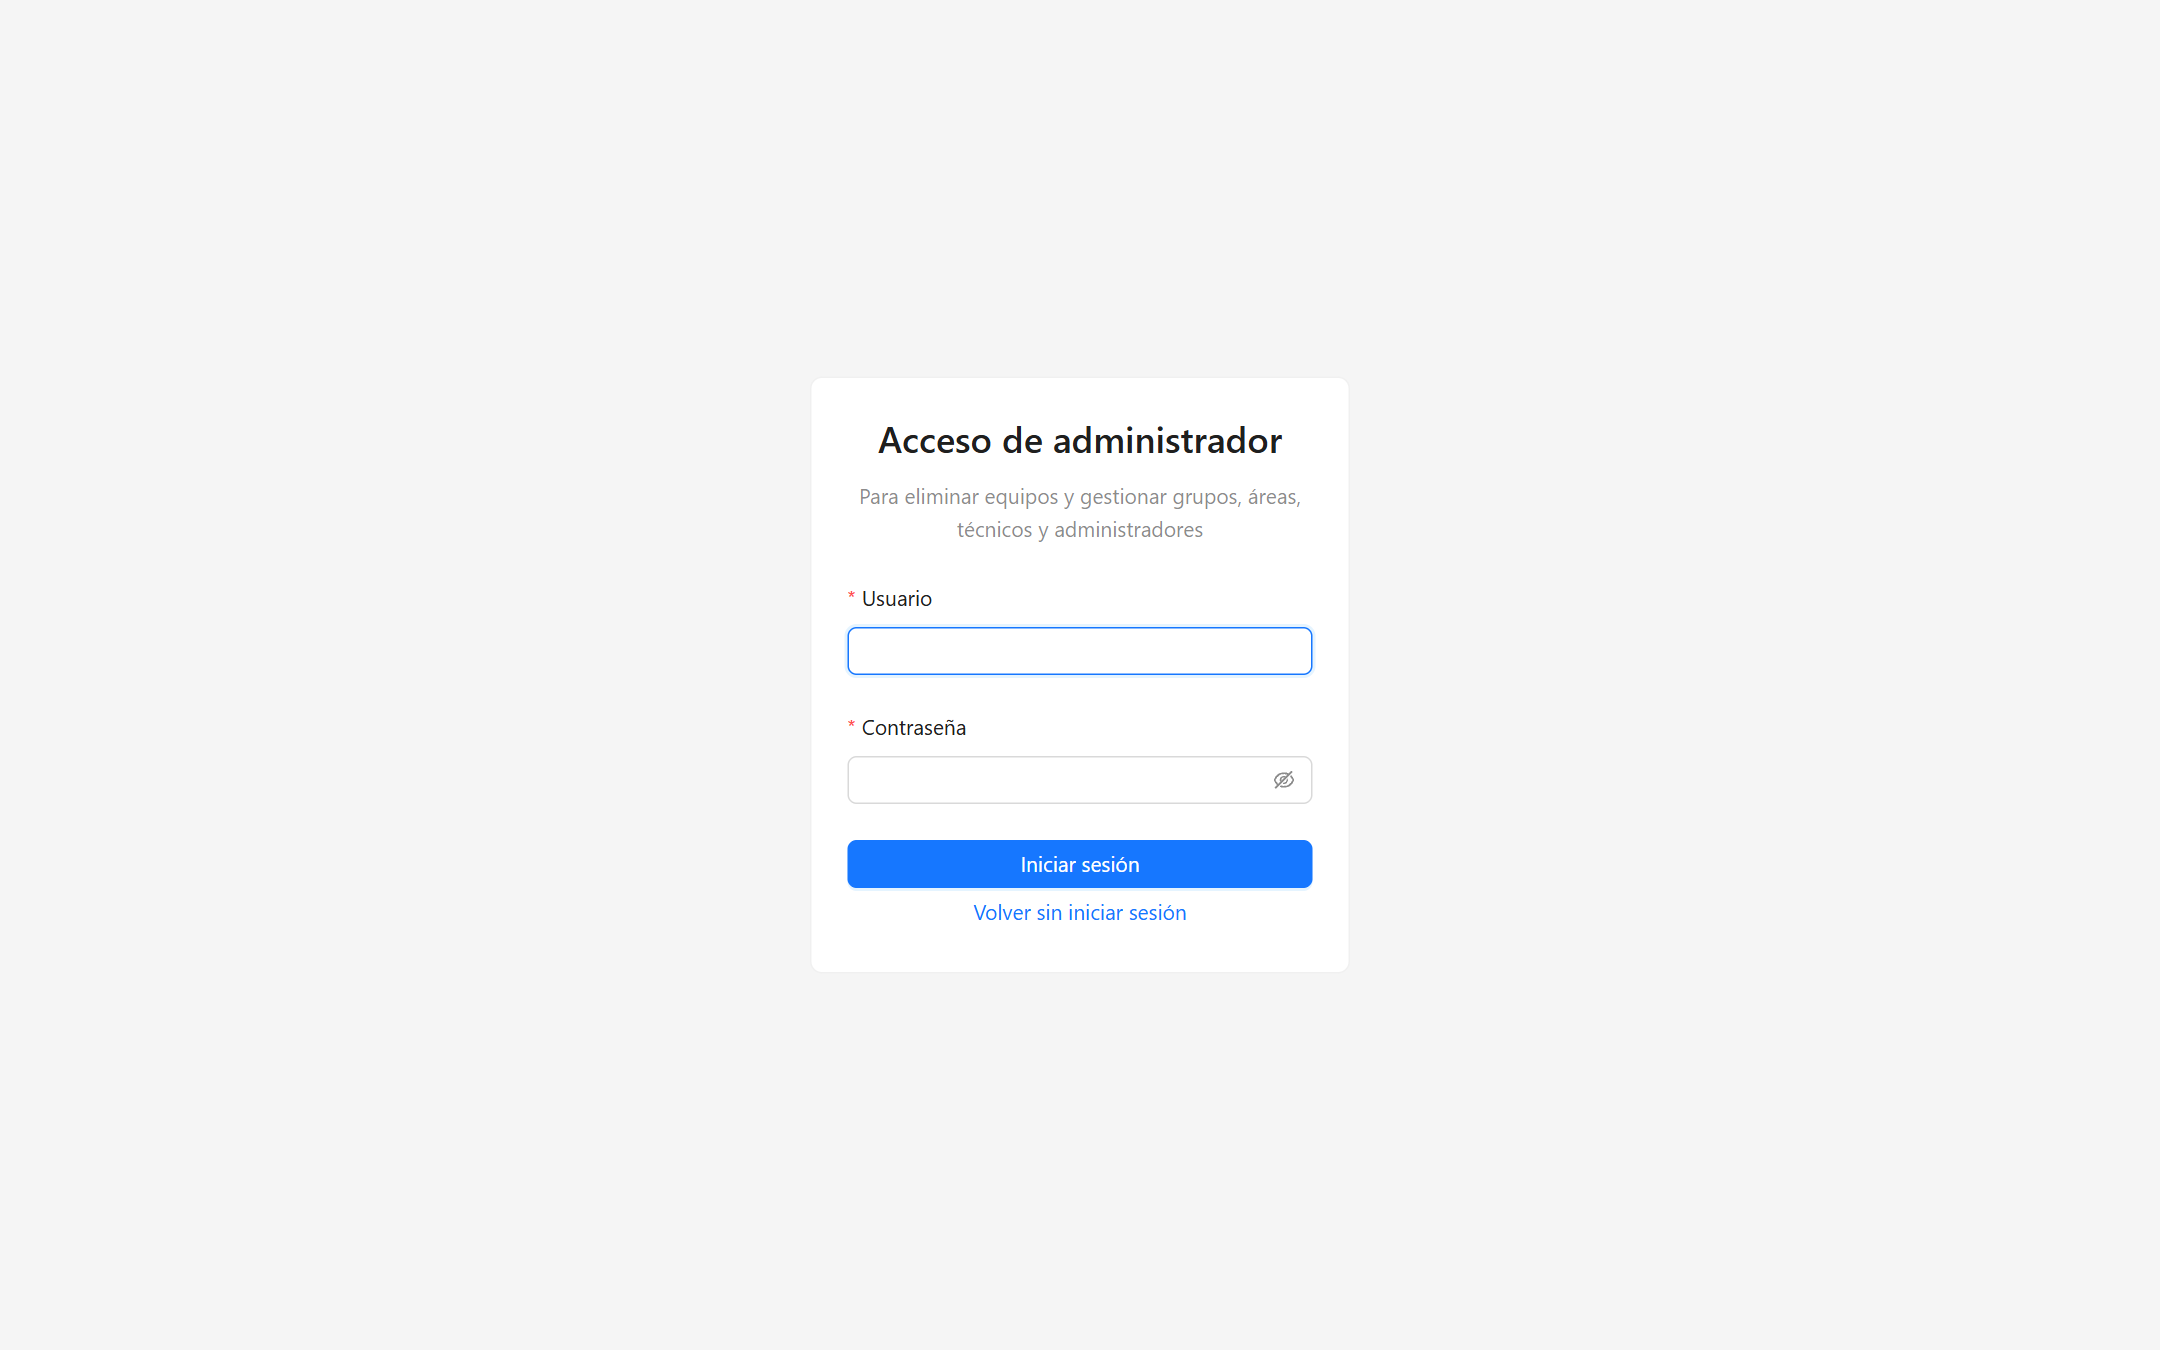 Acceso de administrador
Para eliminar equipos y gestionar grupos, áreas,
técnicos y administradores
* Usuario
* Contraseña
Iniciar sesión
Volver sin iniciar sesión